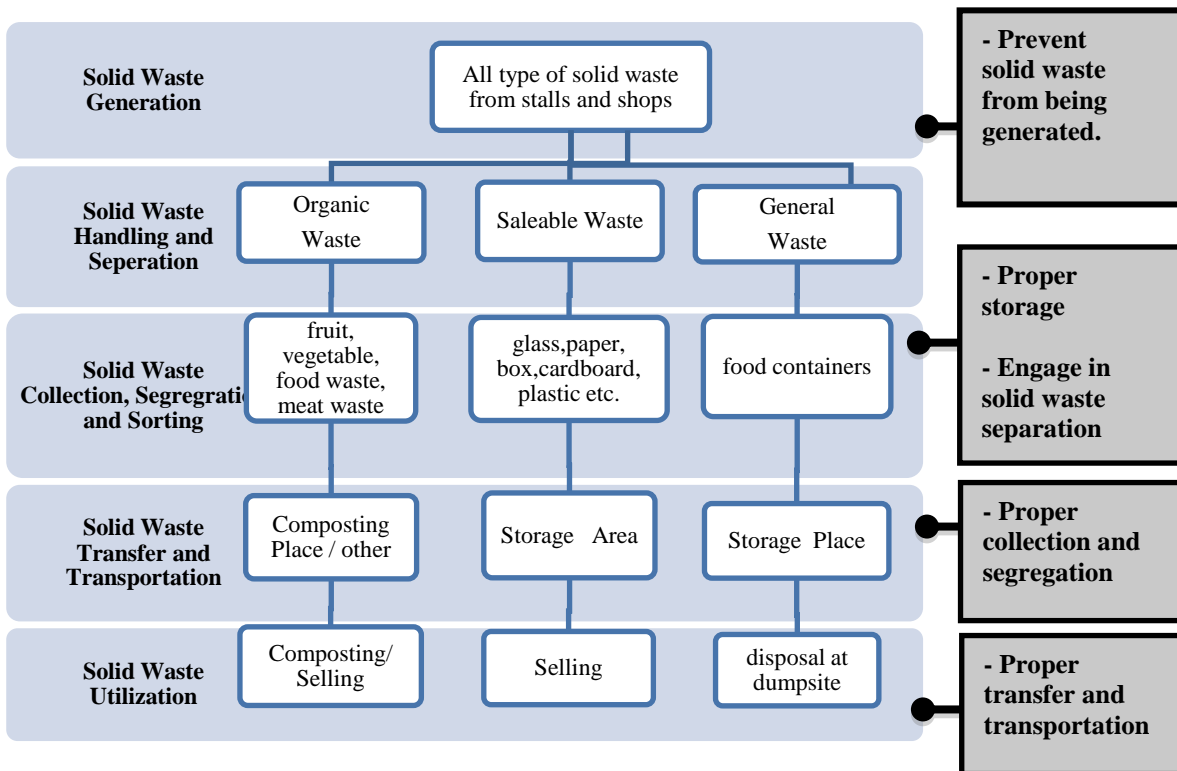 Solid Waste
Generation
All type of solid waste
from stalls and shops
- Prevent
solid waste
from being
generated.
Solid Waste
Handling and
Seperation
Organic
Waste
Saleable Waste
General
Waste
- Proper
storage
- Engage in
solid waste
separation
Solid Waste
Collection, Segregrati
and Sorting
fruit,
vegetable,
food waste,
meat waste
glass,paper,
box,cardboard,
plastic etc.
food containers
Solid Waste
Transfer and
Transportation
Composting
Place / other
Storage Area
Storage Place
- Proper
collection and
segregation
Solid Waste
Utilization
Composting/
Selling
Selling
disposal at
dumpsite
- Proper
transfer and
transportation